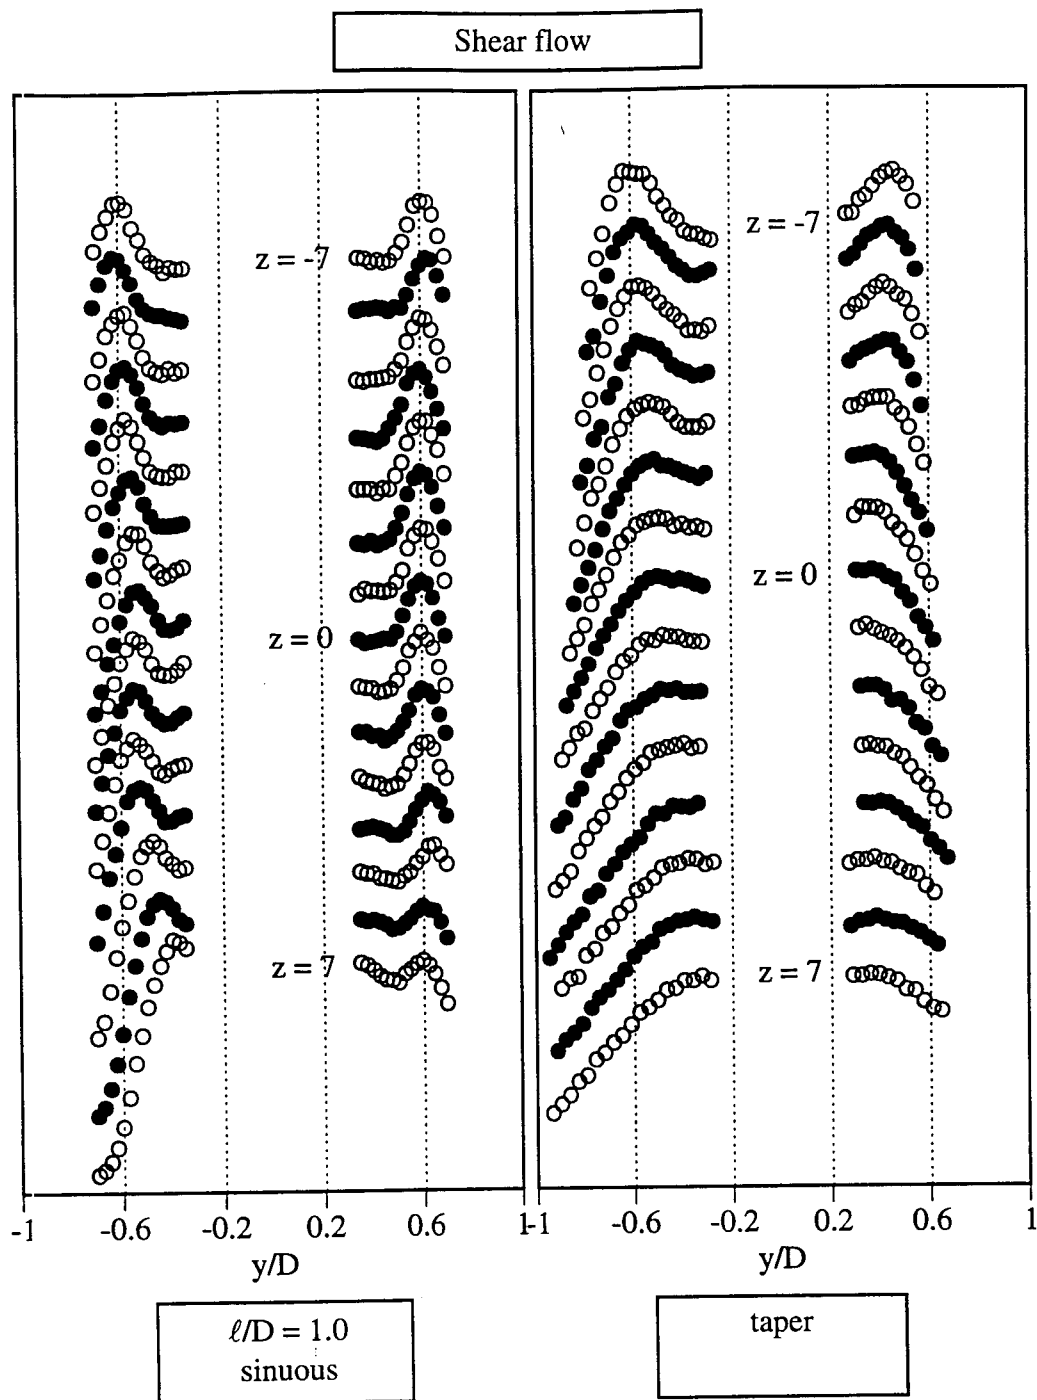 Shear flow
z = -7
z = 0
z = 7
z = -7
z = 0
z = 7
-1 -0.6 -0.2 0.2 0.6 1
-1 -0.6 -0.2 0.2 0.6 1
y/D
y/D
ℓ/D = 1.0
sinuous
taper